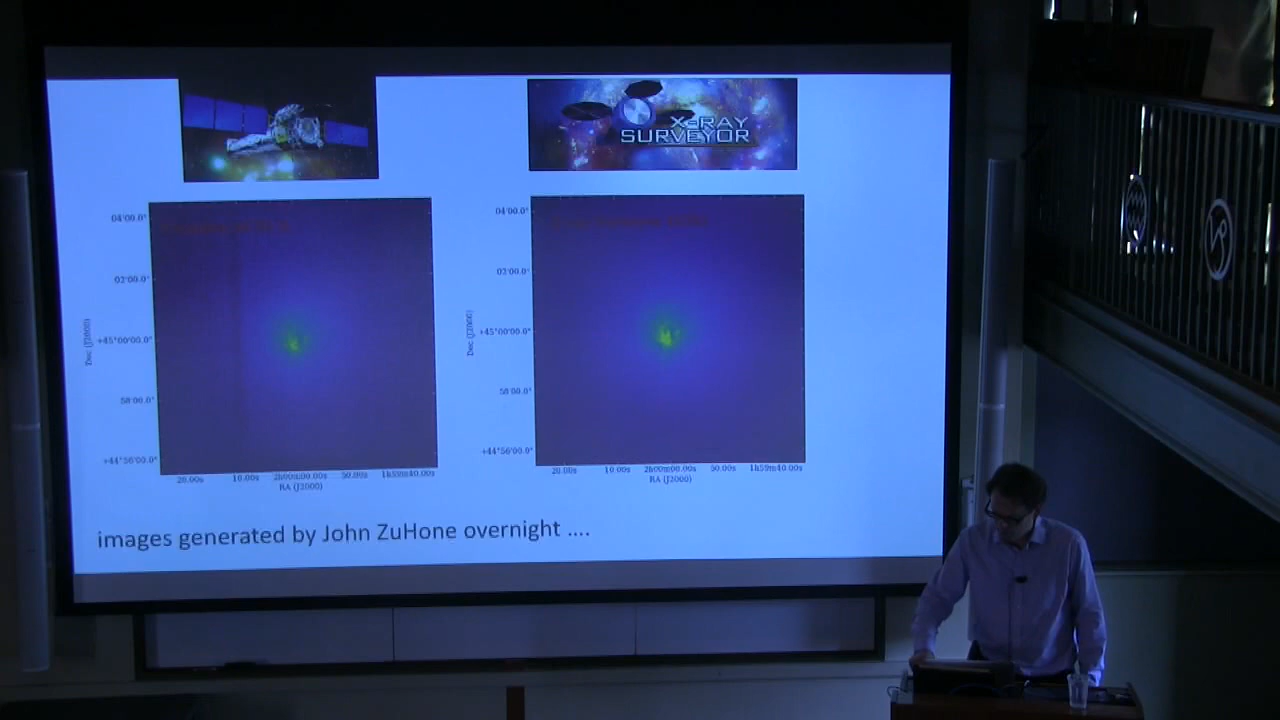 X-RAY
SURVEYOR
04'00.0"
02'00.0"
+45°00'00.0"
58'00.0"
+44°56'00.0"
Dec (J2000)
20.00s 10.00s 2h00m00.00s 50.00s 1h59m40.00s
RA (J2000)
04'00.0"
02'00.0"
+45°00'00.0"
58'00.0"
+44°56'00.0"
Dec (J2000)
20.00s 10.00s 2h00m00.00s 50.00s 1h59m40.00s
RA (J2000)
images generated by John ZuHone overnight ....